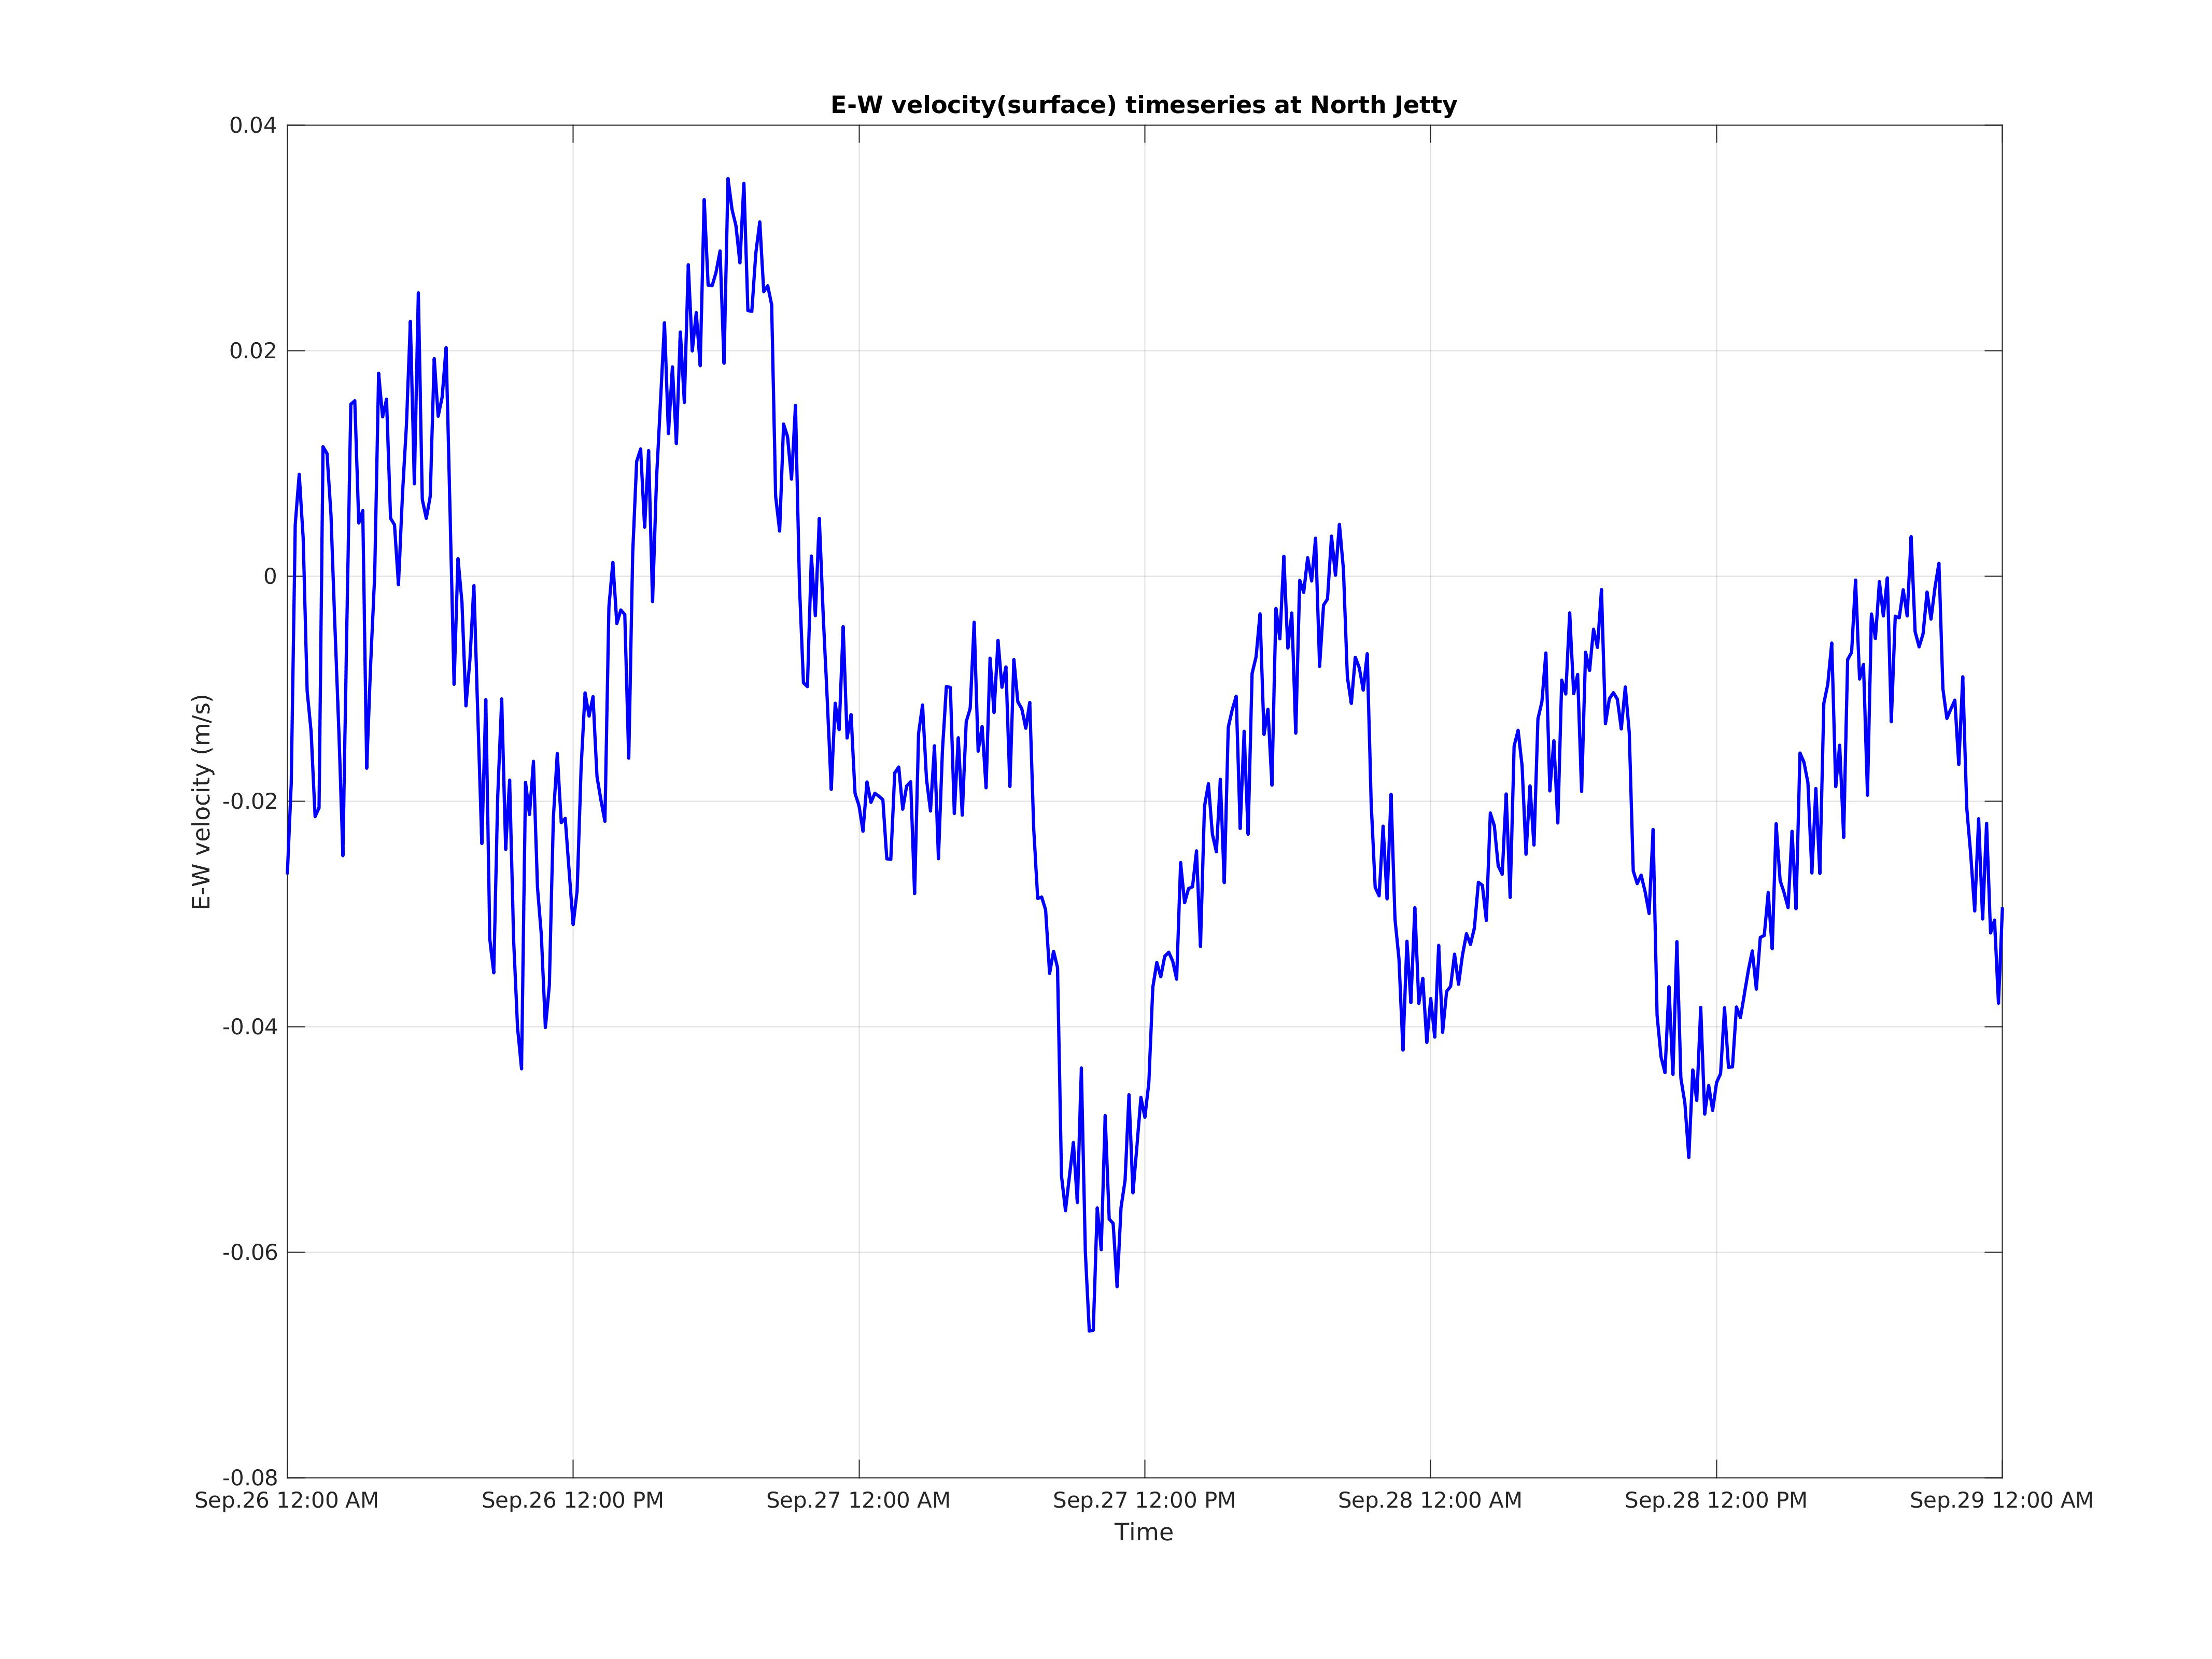 E-W velocity(surface) timeseries at North Jetty
0.04
0.02
0
-0.02
-0.04
-0.06
-0.08
E-W velocity (m/s)
Sep.26 12:00 AM Sep.26 12:00 PM Sep.27 12:00 AM Sep.27 12:00 PM Sep.28 12:00 AM Sep.28 12:00 PM Sep.29 12:00 AM
Time